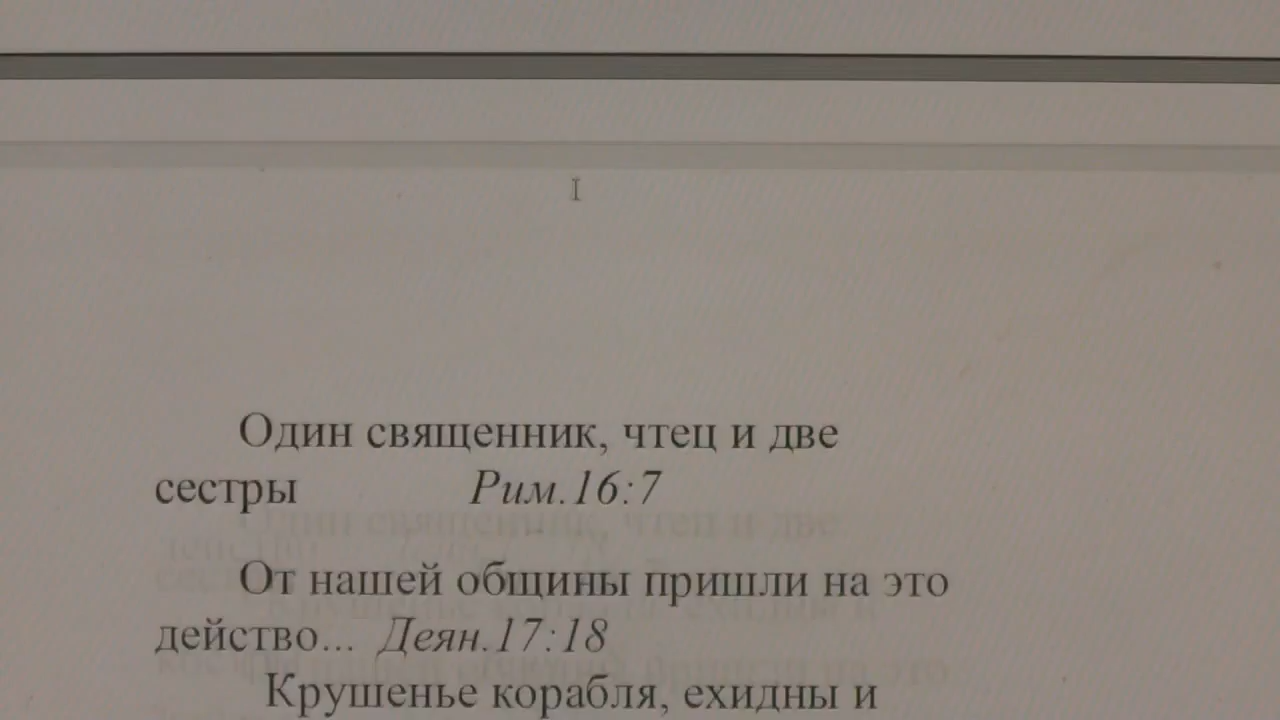 Один священник, чтец и две
сестры Рим.16:7
От нашей общины пришли на это
действо... Деян.17:18
Крушенье корабля, ехидны и